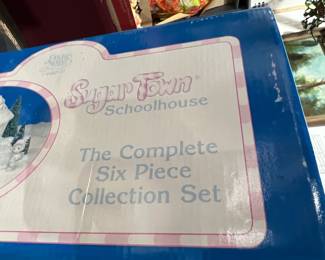 Sugar Town®
Schoolhouse
The Complete
Six Piece
Collection Set